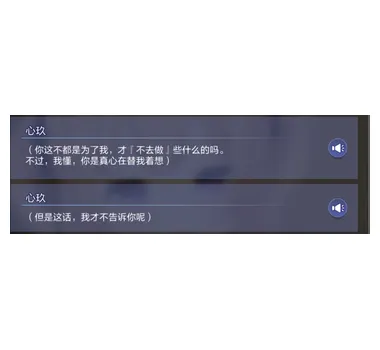 心玖
（你这不都是为了我，才『不去做』些什么的吗。
不过，我懂，你是真心在替我着想）
心玖
（但是这话，我才不告诉你呢）